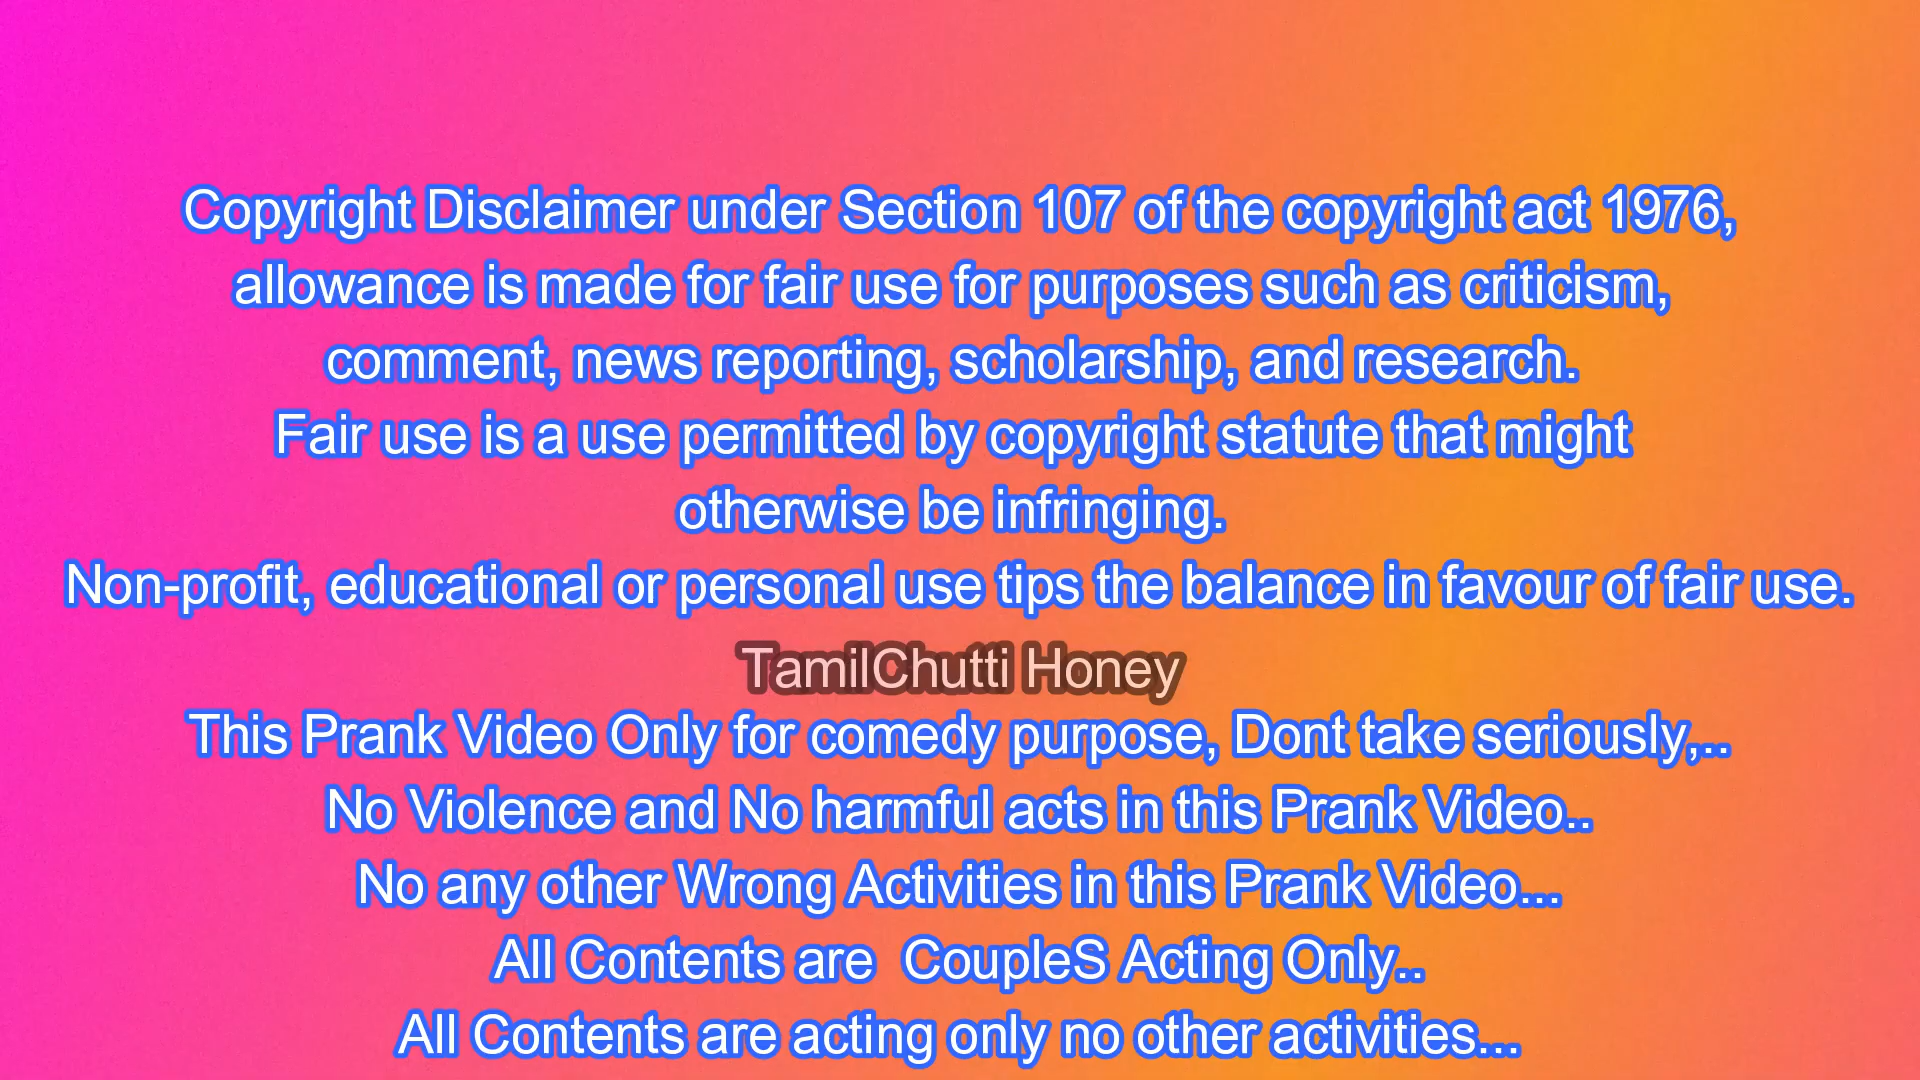 Copyright Disclaimer under Section 107 of the copyright act 1976,
allowance is made for fair use for purposes such as criticism,
comment, news reporting, scholarship, and research.
Fair use is a use permitted by copyright statute that might
otherwise be infringing.
Non-profit, educational or personal use tips the balance in favour of fair use.
TamilChutti Honey
This Prank Video Only for comedy purpose, Dont take seriously,..
No Violence and No harmful acts in this Prank Video..
No any other Wrong Activities in this Prank Video...
All Contents are  CoupleS Acting Only..
All Contents are acting only no other activities...